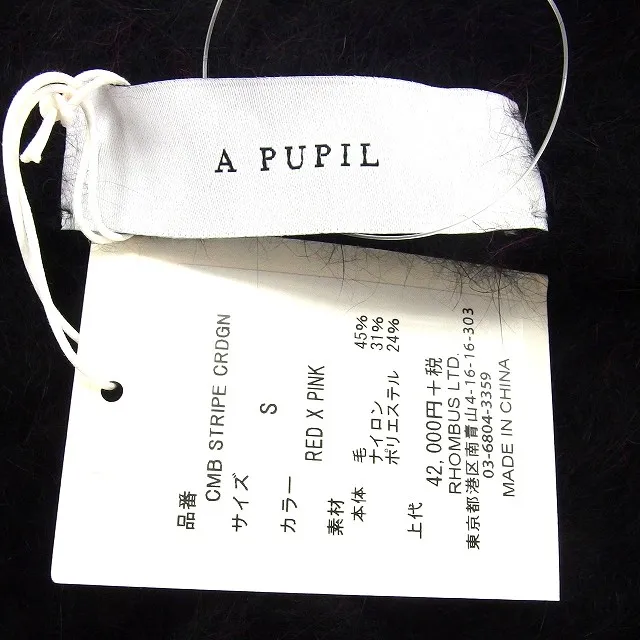 A PUPIL
品番
CMB STRIPE CRDGN
サイズ
S
カラー
RED X PINK
素材
本体 毛 45%
ナイロン 31%
ポリエステル 24%
上代 42,000円+税
RHOMBUS LTD.
東京都港区南青山4-16-16-303
03-6804-3359
MADE IN CHINA